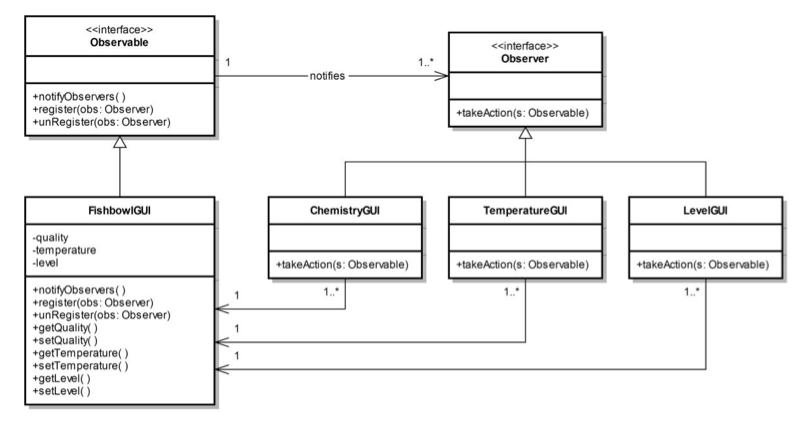 <<interface>>
Observable
+notifyObservers( )
+register(obs: Observer)
+unRegister(obs: Observer)
1
notifies
1..*
<<interface>>
Observer
+takeAction(s: Observable)
FishbowlGUI
-quality
-temperature
-level
+notifyObservers( )
+register(obs: Observer)
+unRegister(obs: Observer)
+getQuality( )
+setQuality( )
+getTemperature( )
+setTemperature( )
+getLevel( )
+setLevel( )
ChemistryGUI
+takeAction(s: Observable)
TemperatureGUI
+takeAction(s: Observable)
LevelGUI
+takeAction(s: Observable)
1
1..*
1
1..*
1
1..*